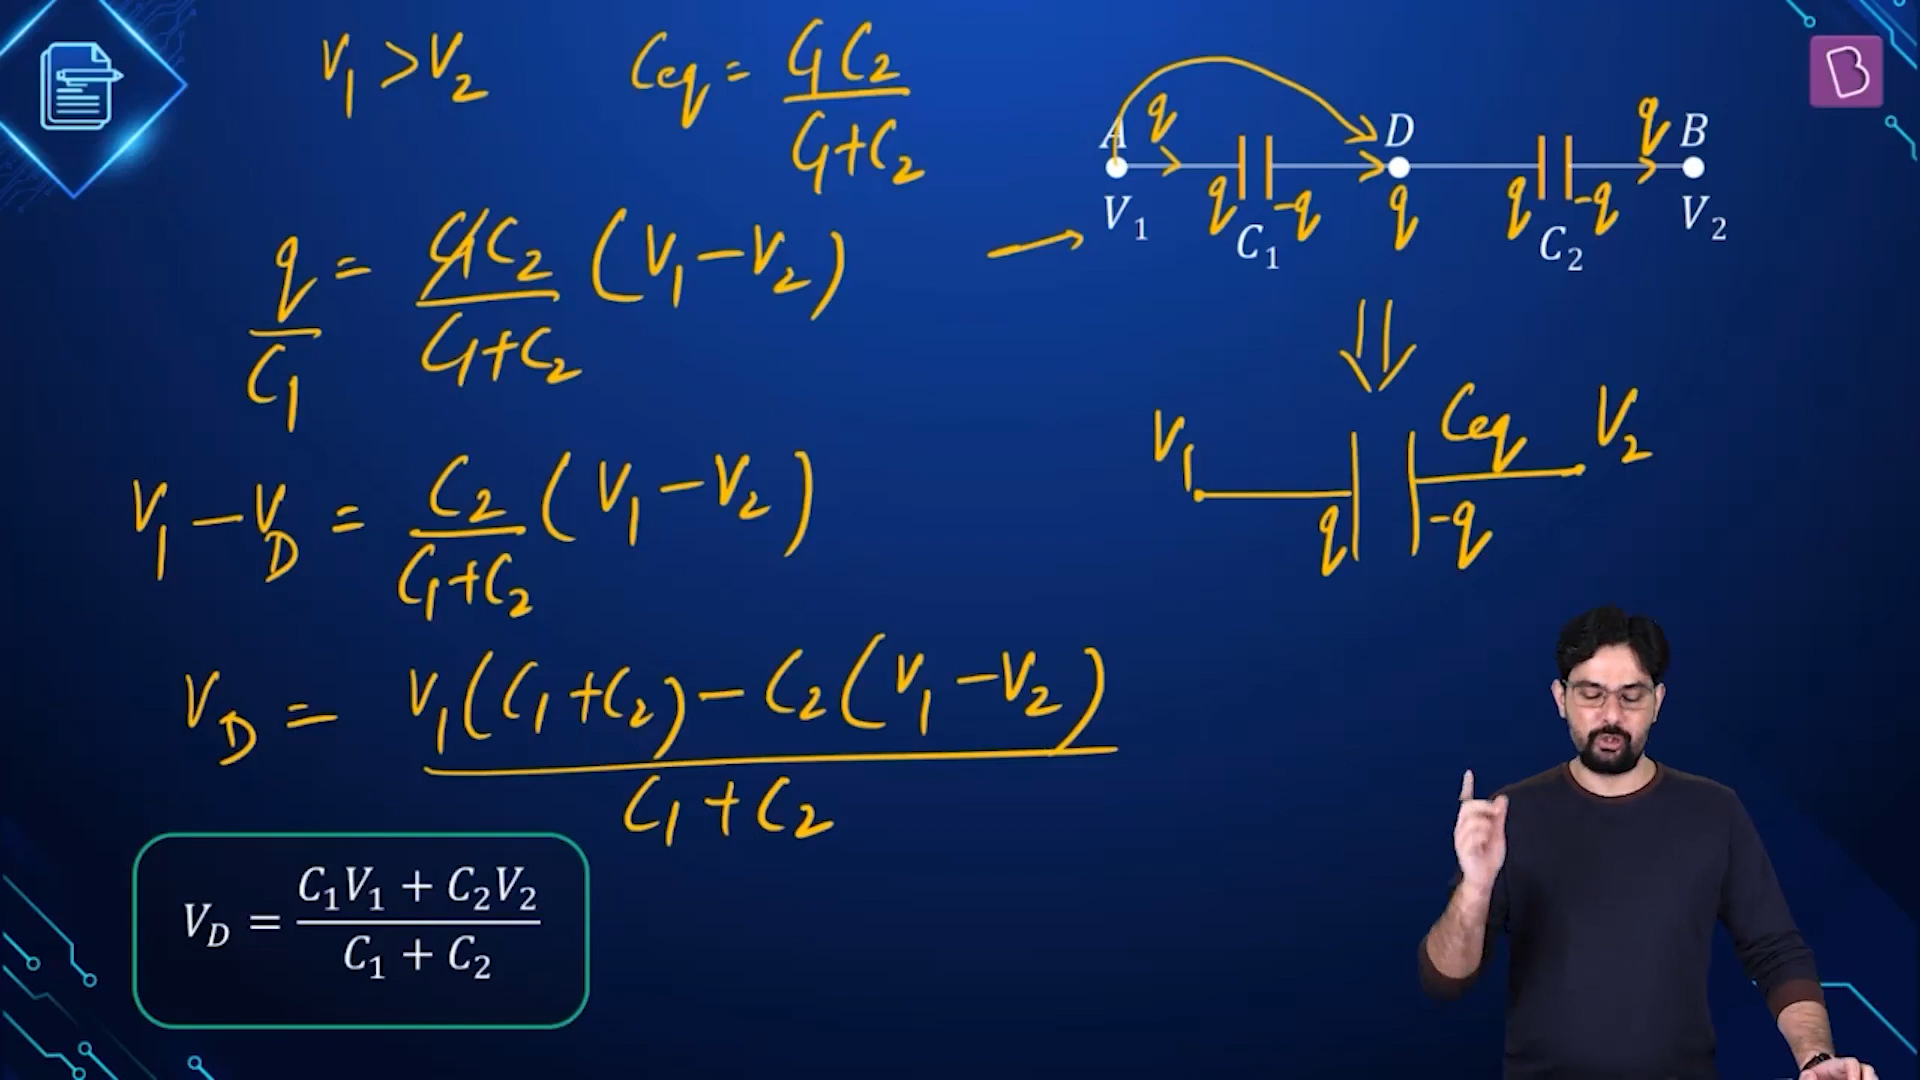 V₁ > V₂
Ceq = C₁C₂ / C₁+C₂
q / C₁ = C₁C₂ / C₁+C₂ (V₁ – V₂)
V₁ – V_D = C₂ / C₁+C₂ (V₁ – V₂)
V_D = V₁(C₁+C₂) – C₂(V₁ – V₂) / C₁ + C₂
V_D = C₁V₁ + C₂V₂ / C₁ + C₂
A q D q B
V₁ q -q q q -q V₂
C₁ C₂
V₁ Ceq V₂
q -q
B